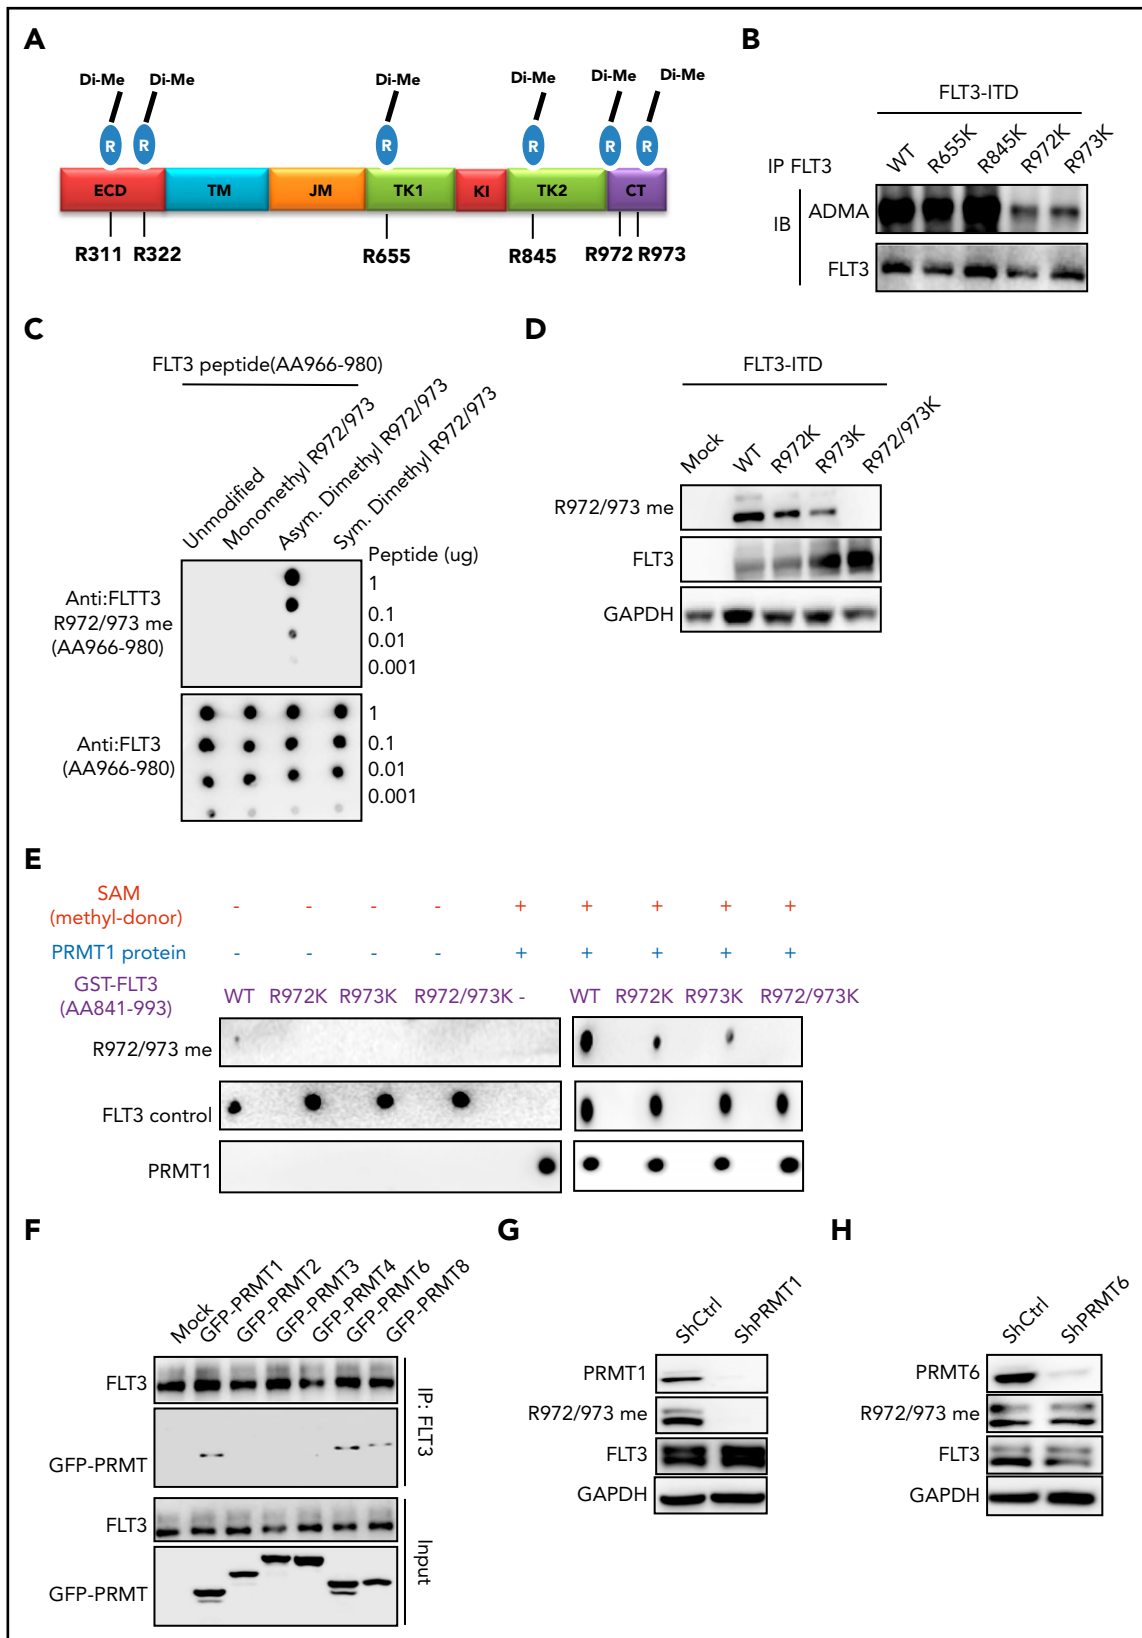 A
Di-Me Di-Me Di-Me Di-Me Di-Me Di-Me
R R R R R R
ECD TM JM TK1 KI TK2 CT
R311 R322 R655 R845 R972 R973
B
FLT3-ITD
WT R655K R845K R972K R973K
IP FLT3
IB
ADMA
FLT3
C
FLT3 peptide(AA966-980)
Unmodified
Monomethyl R972/973
Asym. Dimethyl R972/973
Sym. Dimethyl R972/973
Peptide (ug)
Anti:FLTT3
R972/973 me
(AA966-980)
1
0.1
0.01
0.001
Anti:FLT3
(AA966-980)
1
0.1
0.01
0.001
D
FLT3-ITD
Mock WT R972K R973K R972/973K
R972/973 me
FLT3
GAPDH
E
SAM
(methyl-donor)
- - - - + + + + +
PRMT1 protein
- - - - + + + + +
GST-FLT3
(AA841-993)
WT R972K R973K R972/973K - WT R972K R973K R972/973K
R972/973 me
FLT3 control
PRMT1
F
Mock GFP-PRMT1 GFP-PRMT2 GFP-PRMT3 GFP-PRMT4 GFP-PRMT6 GFP-PRMT8
FLT3
GFP-PRMT
IP: FLT3
FLT3
GFP-PRMT
Input
G
ShCtrl ShPRMT1
PRMT1
R972/973 me
FLT3
GAPDH
H
ShCtrl ShPRMT6
PRMT6
R972/973 me
FLT3
GAPDH